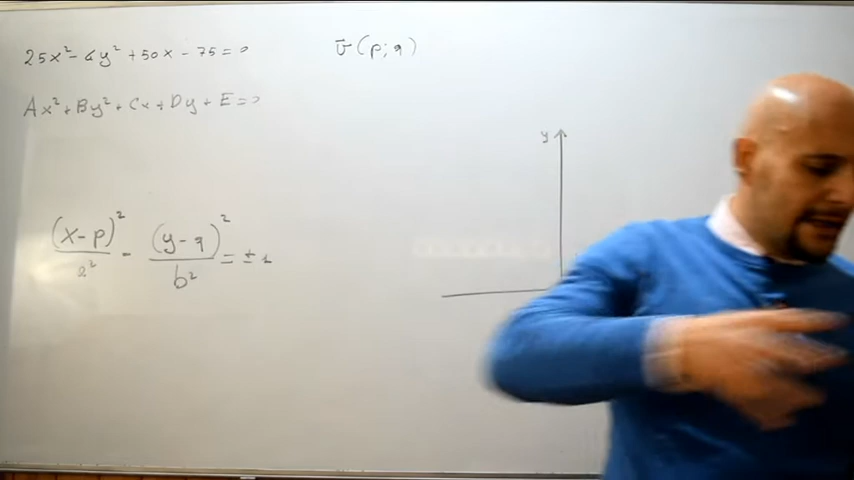 25x² - 4y² + 50x - 75 = 0
v⃗(p; q)
Ax² + By² + Cx + Dy + E = 0
y
(x-p)²/a² - (y-q)²/b² = ±1